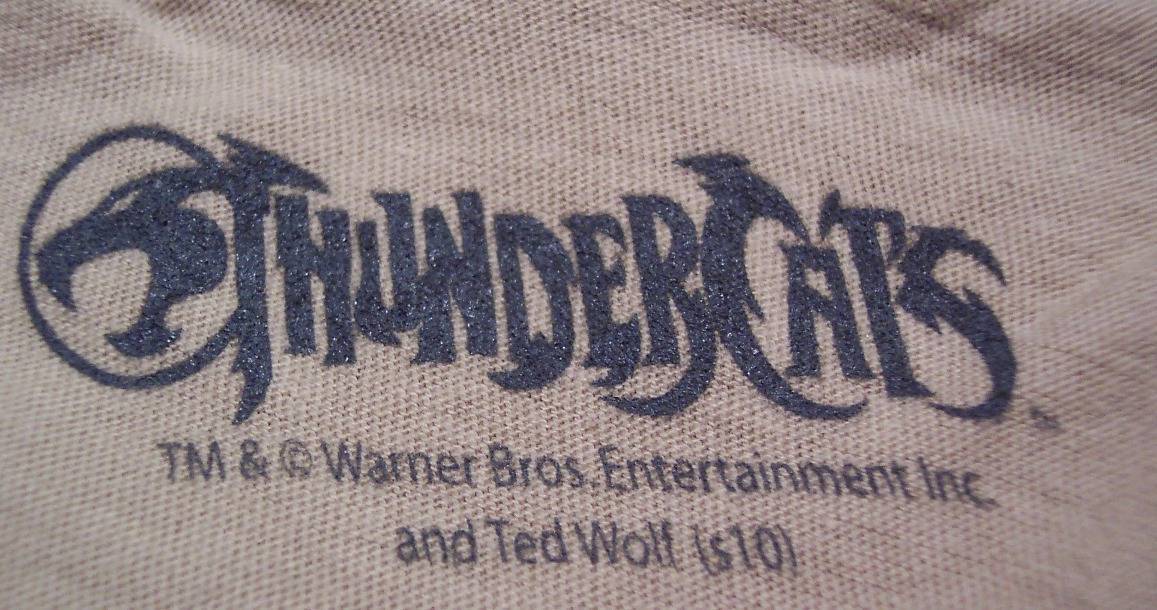 THUNDERCATS
TM & © Warner Bros. Entertainment Inc.
and Ted Wolf (s10)